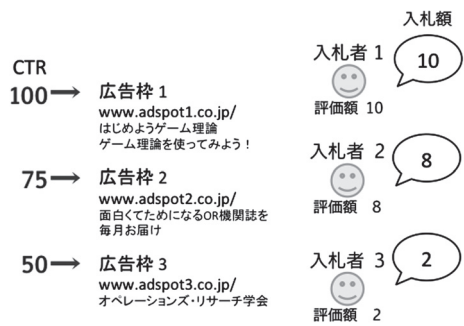 入札額
CTR
入札者 1
10
100
広告枠 1
www.adspot1.co.jp/
はじめようゲーム理論
ゲーム理論を使ってみよう！
評価額 10
入札者 2
8
75
広告枠 2
www.adspot2.co.jp/
面白くてためになるOR機関誌を
毎月お届け
評価額 8
入札者 3
2
50
広告枠 3
www.adspot3.co.jp/
オペレーションズ・リサーチ学会
評価額 2